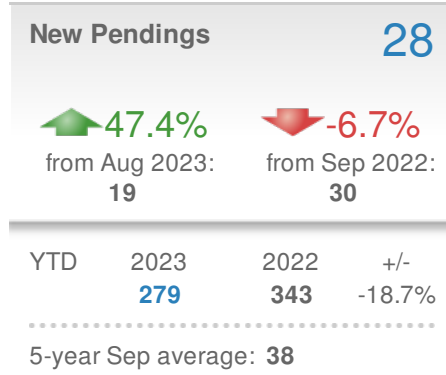 New Pendings 28
47.4% -6.7%
from Aug 2023: from Sep 2022:
19 30
YTD 2023 2022 +/-
279 343 -18.7%
5-year Sep average: 38